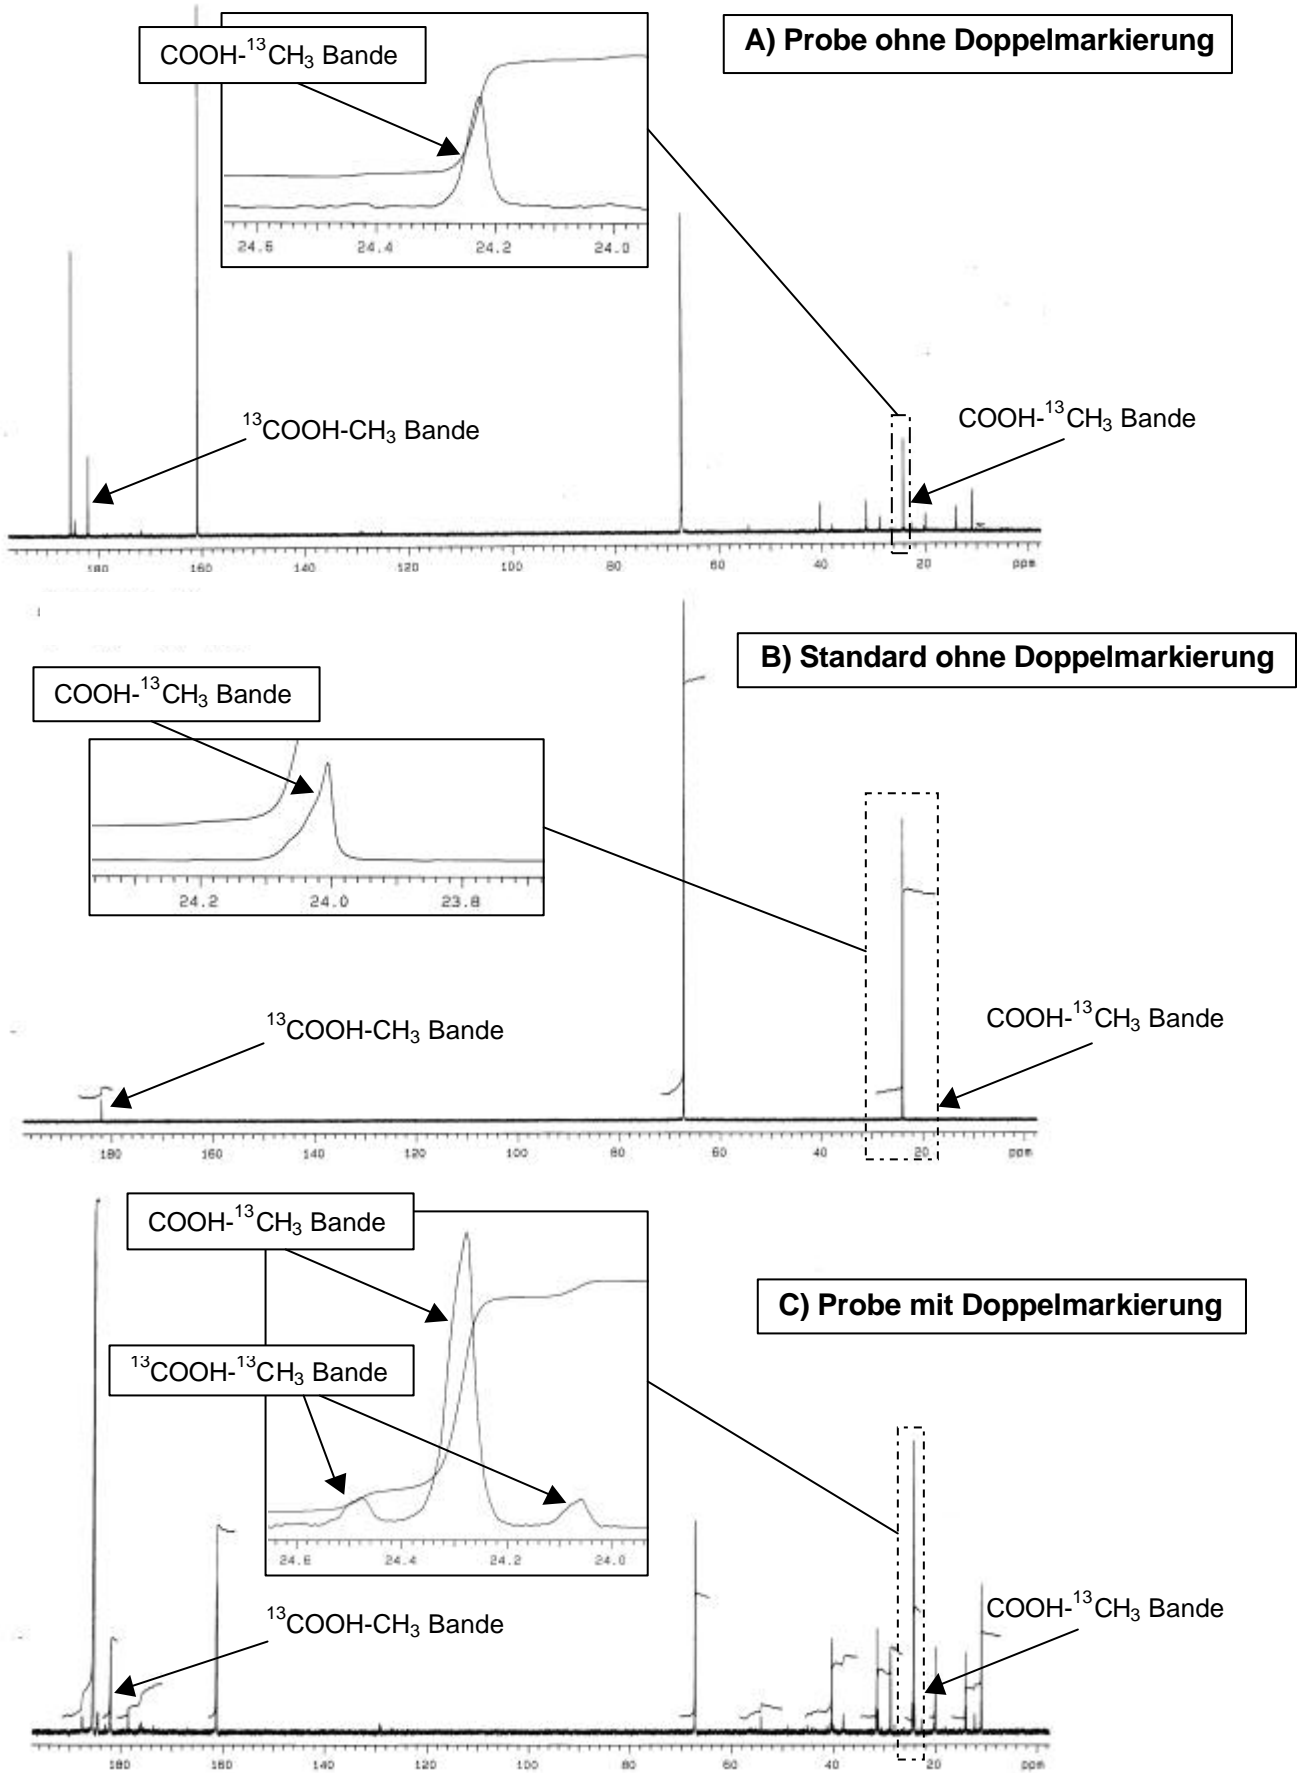 A) Probe ohne Doppelmarkierung
COOH-¹³CH₃ Bande
24.6 24.4 24.2 24.0
¹³COOH-CH₃ Bande
COOH-¹³CH₃ Bande
180 160 140 120 100 80 60 40 20 ppm
B) Standard ohne Doppelmarkierung
COOH-¹³CH₃ Bande
24.2 24.0 23.8
¹³COOH-CH₃ Bande
COOH-¹³CH₃ Bande
180 160 140 120 100 80 60 40 20 ppm
COOH-¹³CH₃ Bande
C) Probe mit Doppelmarkierung
¹³COOH-¹³CH₃ Bande
24.6 24.4 24.2 24.0
¹³COOH-CH₃ Bande
COOH-¹³CH₃ Bande
180 160 140 120 100 80 60 40 20 ppm